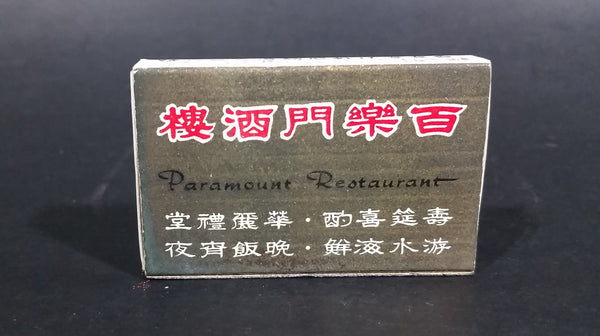 百樂門酒樓
Paramount Restaurant
壽筵喜酌・華麗禮堂
游水海鮮・晚飯宵夜